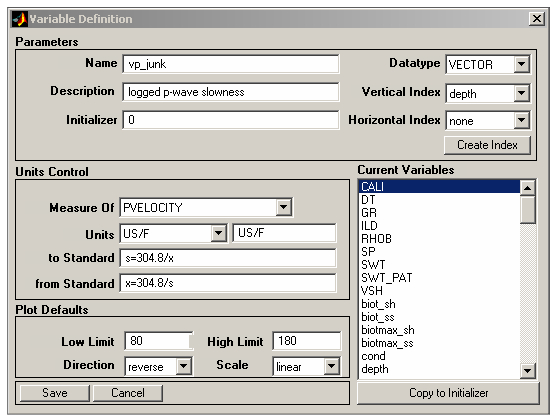 Variable Definition
Parameters
Name vp_junk Datatype VECTOR
Description logged p-wave slowness Vertical Index depth
Initializer 0 Horizontal Index none
Create Index
Units Control
Measure Of PVELOCITY
Units US/F US/F
to Standard s=304.8/x
from Standard x=304.8/s
Plot Defaults
Low Limit 80 High Limit 180
Direction reverse Scale linear
Save Cancel
Current Variables
CALI
DT
GR
ILD
RHOB
SP
SWT
SWT_PAT
VSH
biot_sh
biot_ss
biotmax_sh
biotmax_ss
cond
depth
Copy to Initializer